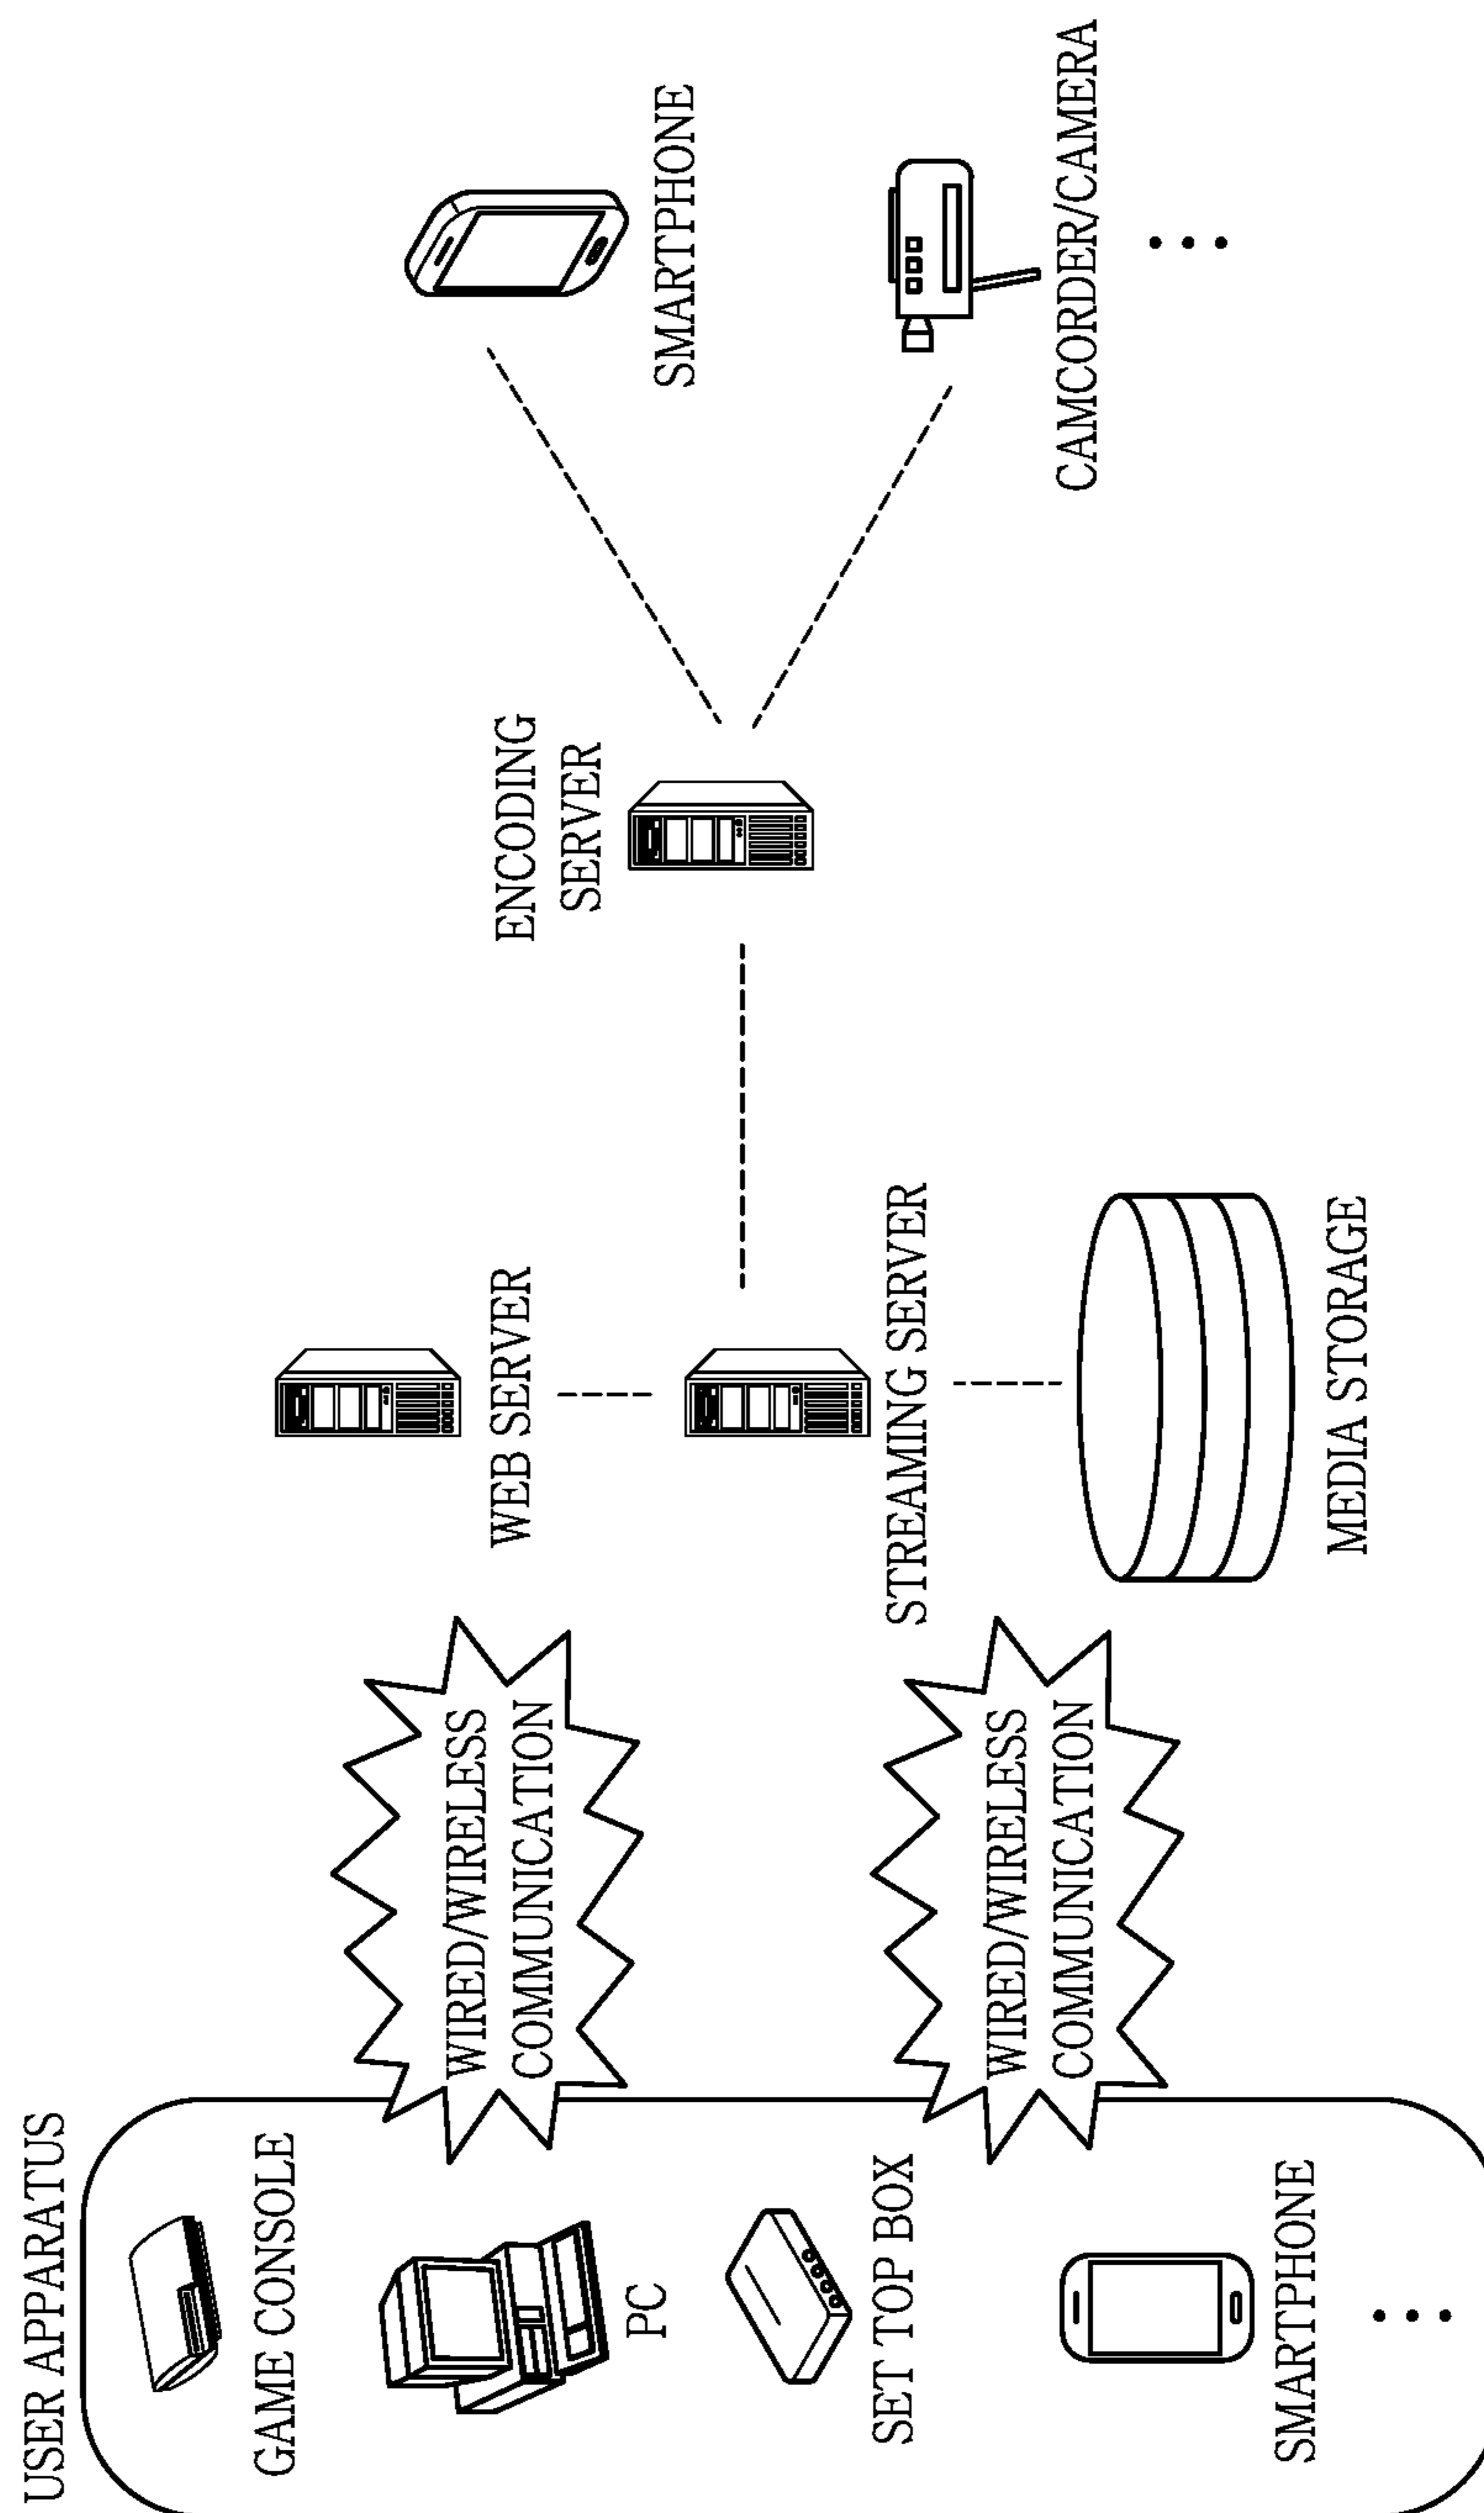 USER APPARATUS
GAME CONSOLE
PC
SET TOP BOX
SMARTPHONE
WIRED/WIRELESS
COMMUNICATION
WIRED/WIRELESS
COMMUNICATION
WEB SERVER
STREAMING SERVER
MEDIA STORAGE
ENCODING
SERVER
SMARTPHONE
CAMCORDER/CAMERA